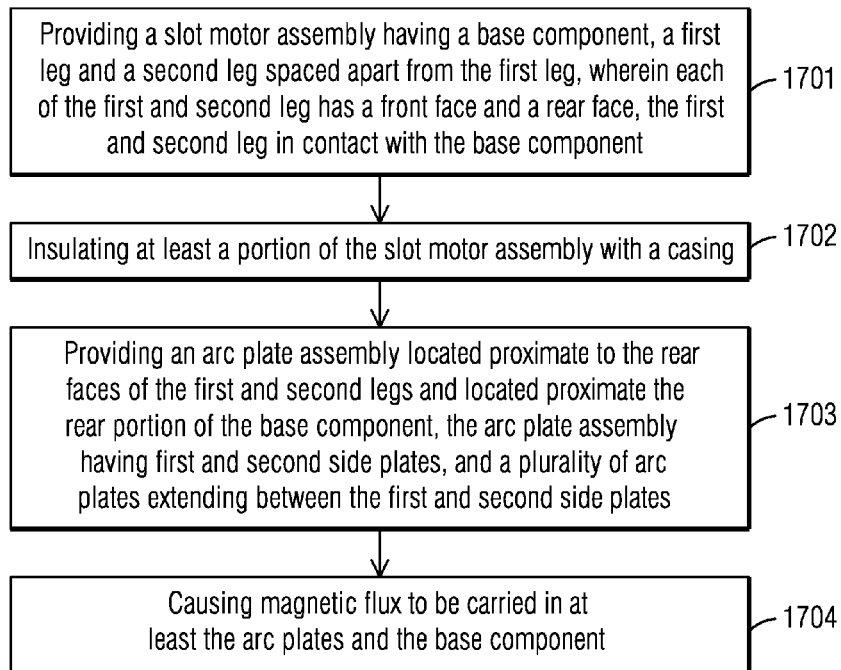 Providing a slot motor assembly having a base component, a first
leg and a second leg spaced apart from the first leg, wherein each
of the first and second leg has a front face and a rear face, the first
and second leg in contact with the base component
1701
Insulating at least a portion of the slot motor assembly with a casing
1702
Providing an arc plate assembly located proximate to the rear
faces of the first and second legs and located proximate the
rear portion of the base component, the arc plate assembly
having first and second side plates, and a plurality of arc
plates extending between the first and second side plates
1703
Causing magnetic flux to be carried in at
least the arc plates and the base component
1704